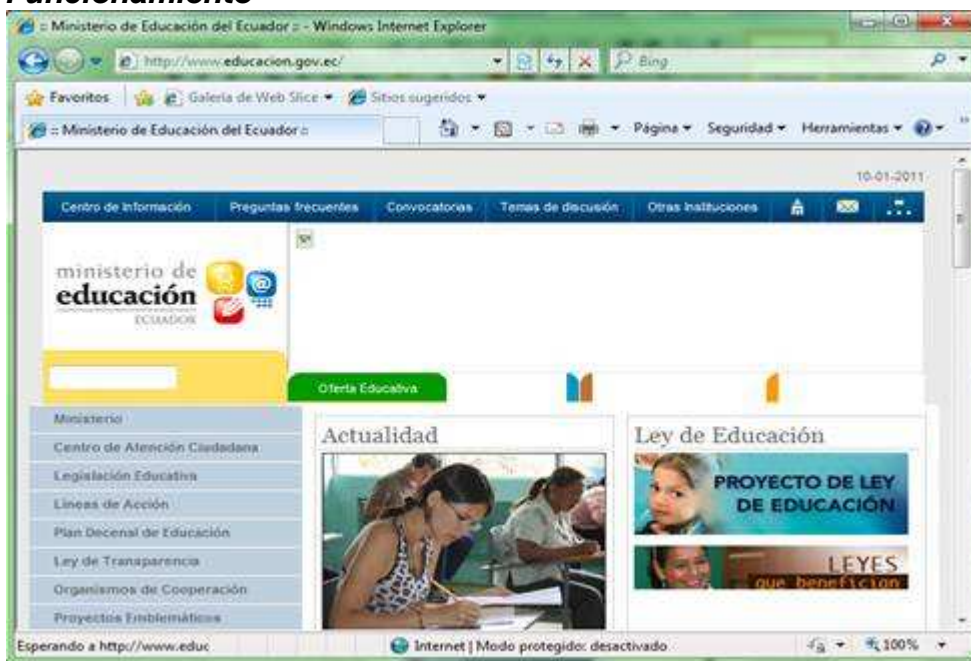 Funcionamiento
:: Ministerio de Educación del Ecuador :: - Windows Internet Explorer
http://www.educacion.gov.ec/
Bing
Favoritos
Galería de Web Slice
Sitios sugeridos
:: Ministerio de Educación del Ecuador ::
Página
Seguridad
Herramientas
10-01-2011
Centro de Información
Preguntas frecuentes
Convocatorias
Temas de discusión
Otras Instituciones
ministerio de
educación
ECUADOR
Oferta Educativa
Ministerio
Centro de Atención Ciudadana
Legislación Educativa
Líneas de Acción
Plan Decenal de Educación
Ley de Transparencia
Organismos de Cooperación
Proyectos Emblemáticos
Actualidad
Ley de Educación
PROYECTO DE LEY
DE EDUCACIÓN
LEYES
que benefician
Esperando a http://www.educ
Internet | Modo protegido: desactivado
100%